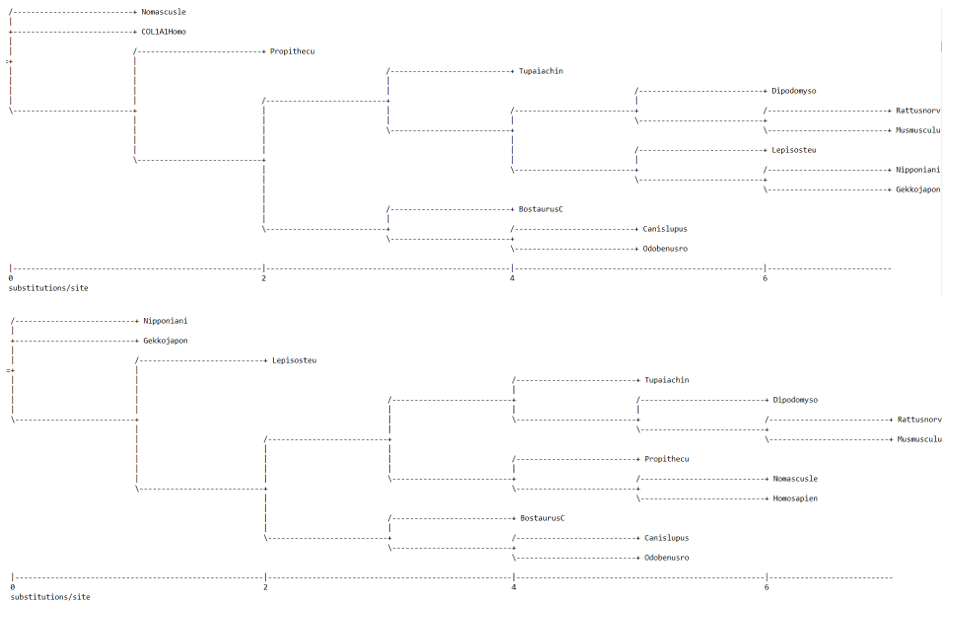 Nomascusle
COL1A1Homo
Propithecu
Tupaiachin
Dipodomyso
Rattusnorv
Musmusculu
Lepisosteu
Nipponiani
Gekkojapon
BostaurusC
Canislupus
Odobenusro
0 2 4 6
substitutions/site
Nipponiani
Gekkojapon
Lepisosteu
Tupaiachin
Dipodomyso
Rattusnorv
Musmusculu
Propithecu
Nomascusle
Homosapien
BostaurusC
Canislupus
Odobenusro
0 2 4 6
substitutions/site